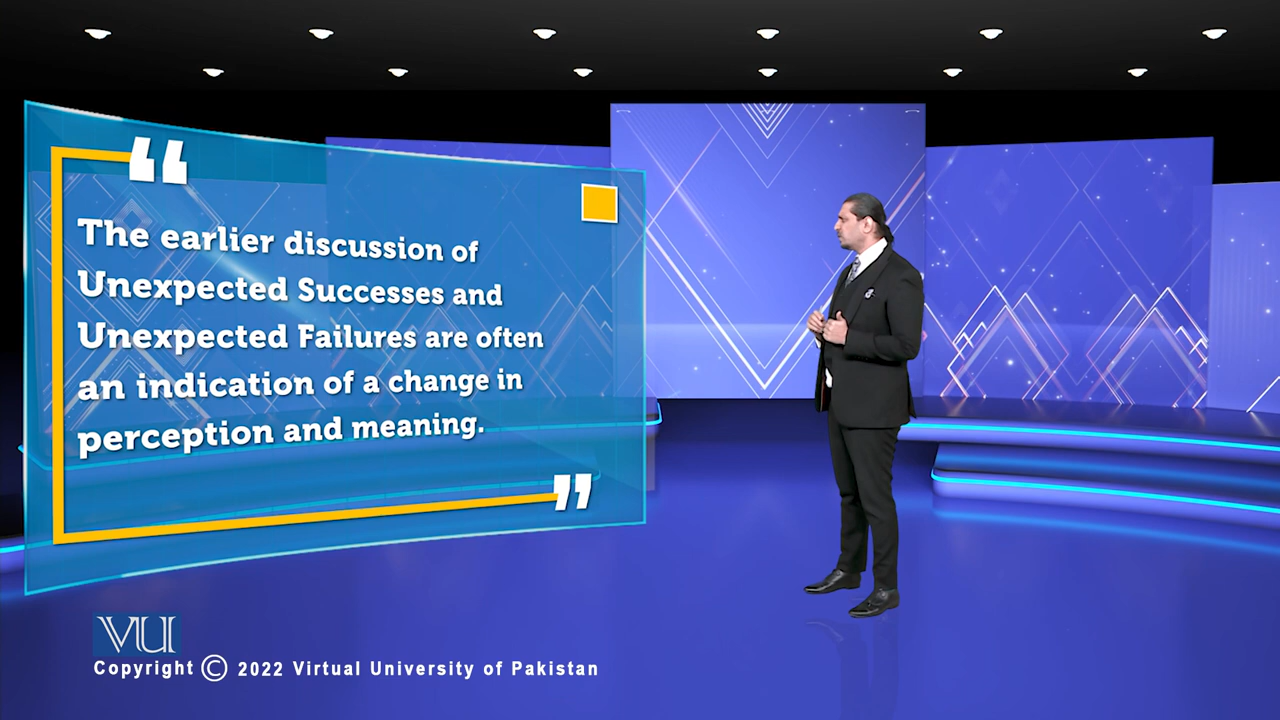 “
The earlier discussion of
Unexpected Successes and
Unexpected Failures are often
an indication of a change in
perception and meaning.
”
VU
Copyright © 2022 Virtual University of Pakistan